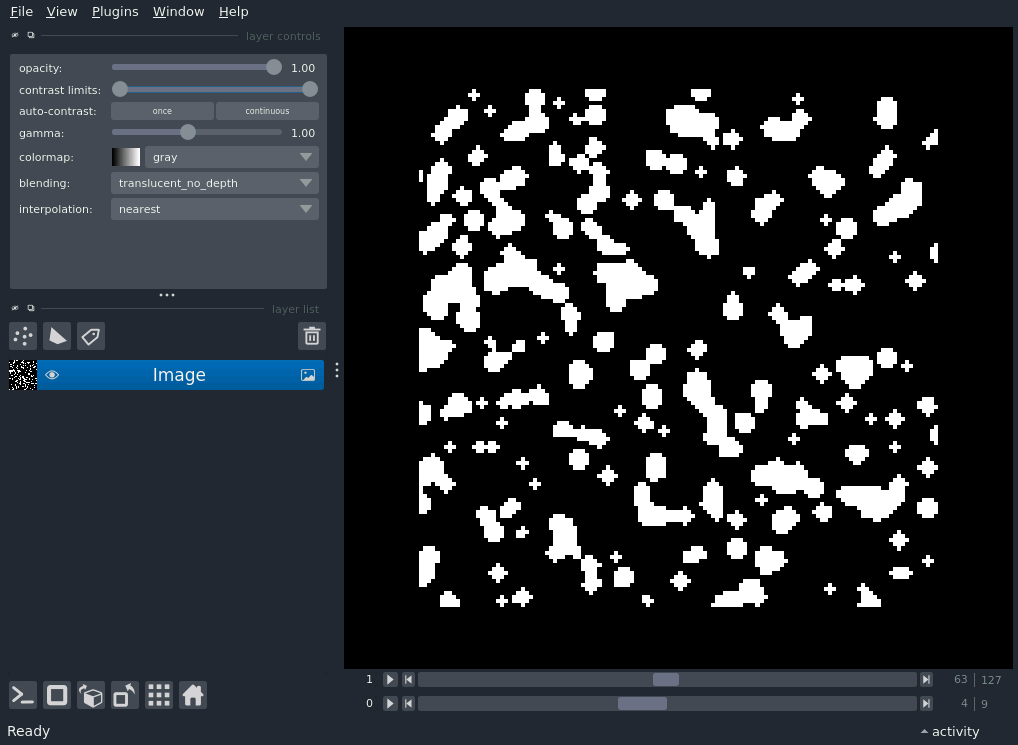 File View Plugins Window Help
layer controls
opacity: 1.00
contrast limits:
auto-contrast: once continuous
gamma: 1.00
colormap: gray
blending: translucent_no_depth
interpolation: nearest
layer list
Image
1 63 127
0 4 9
Ready activity